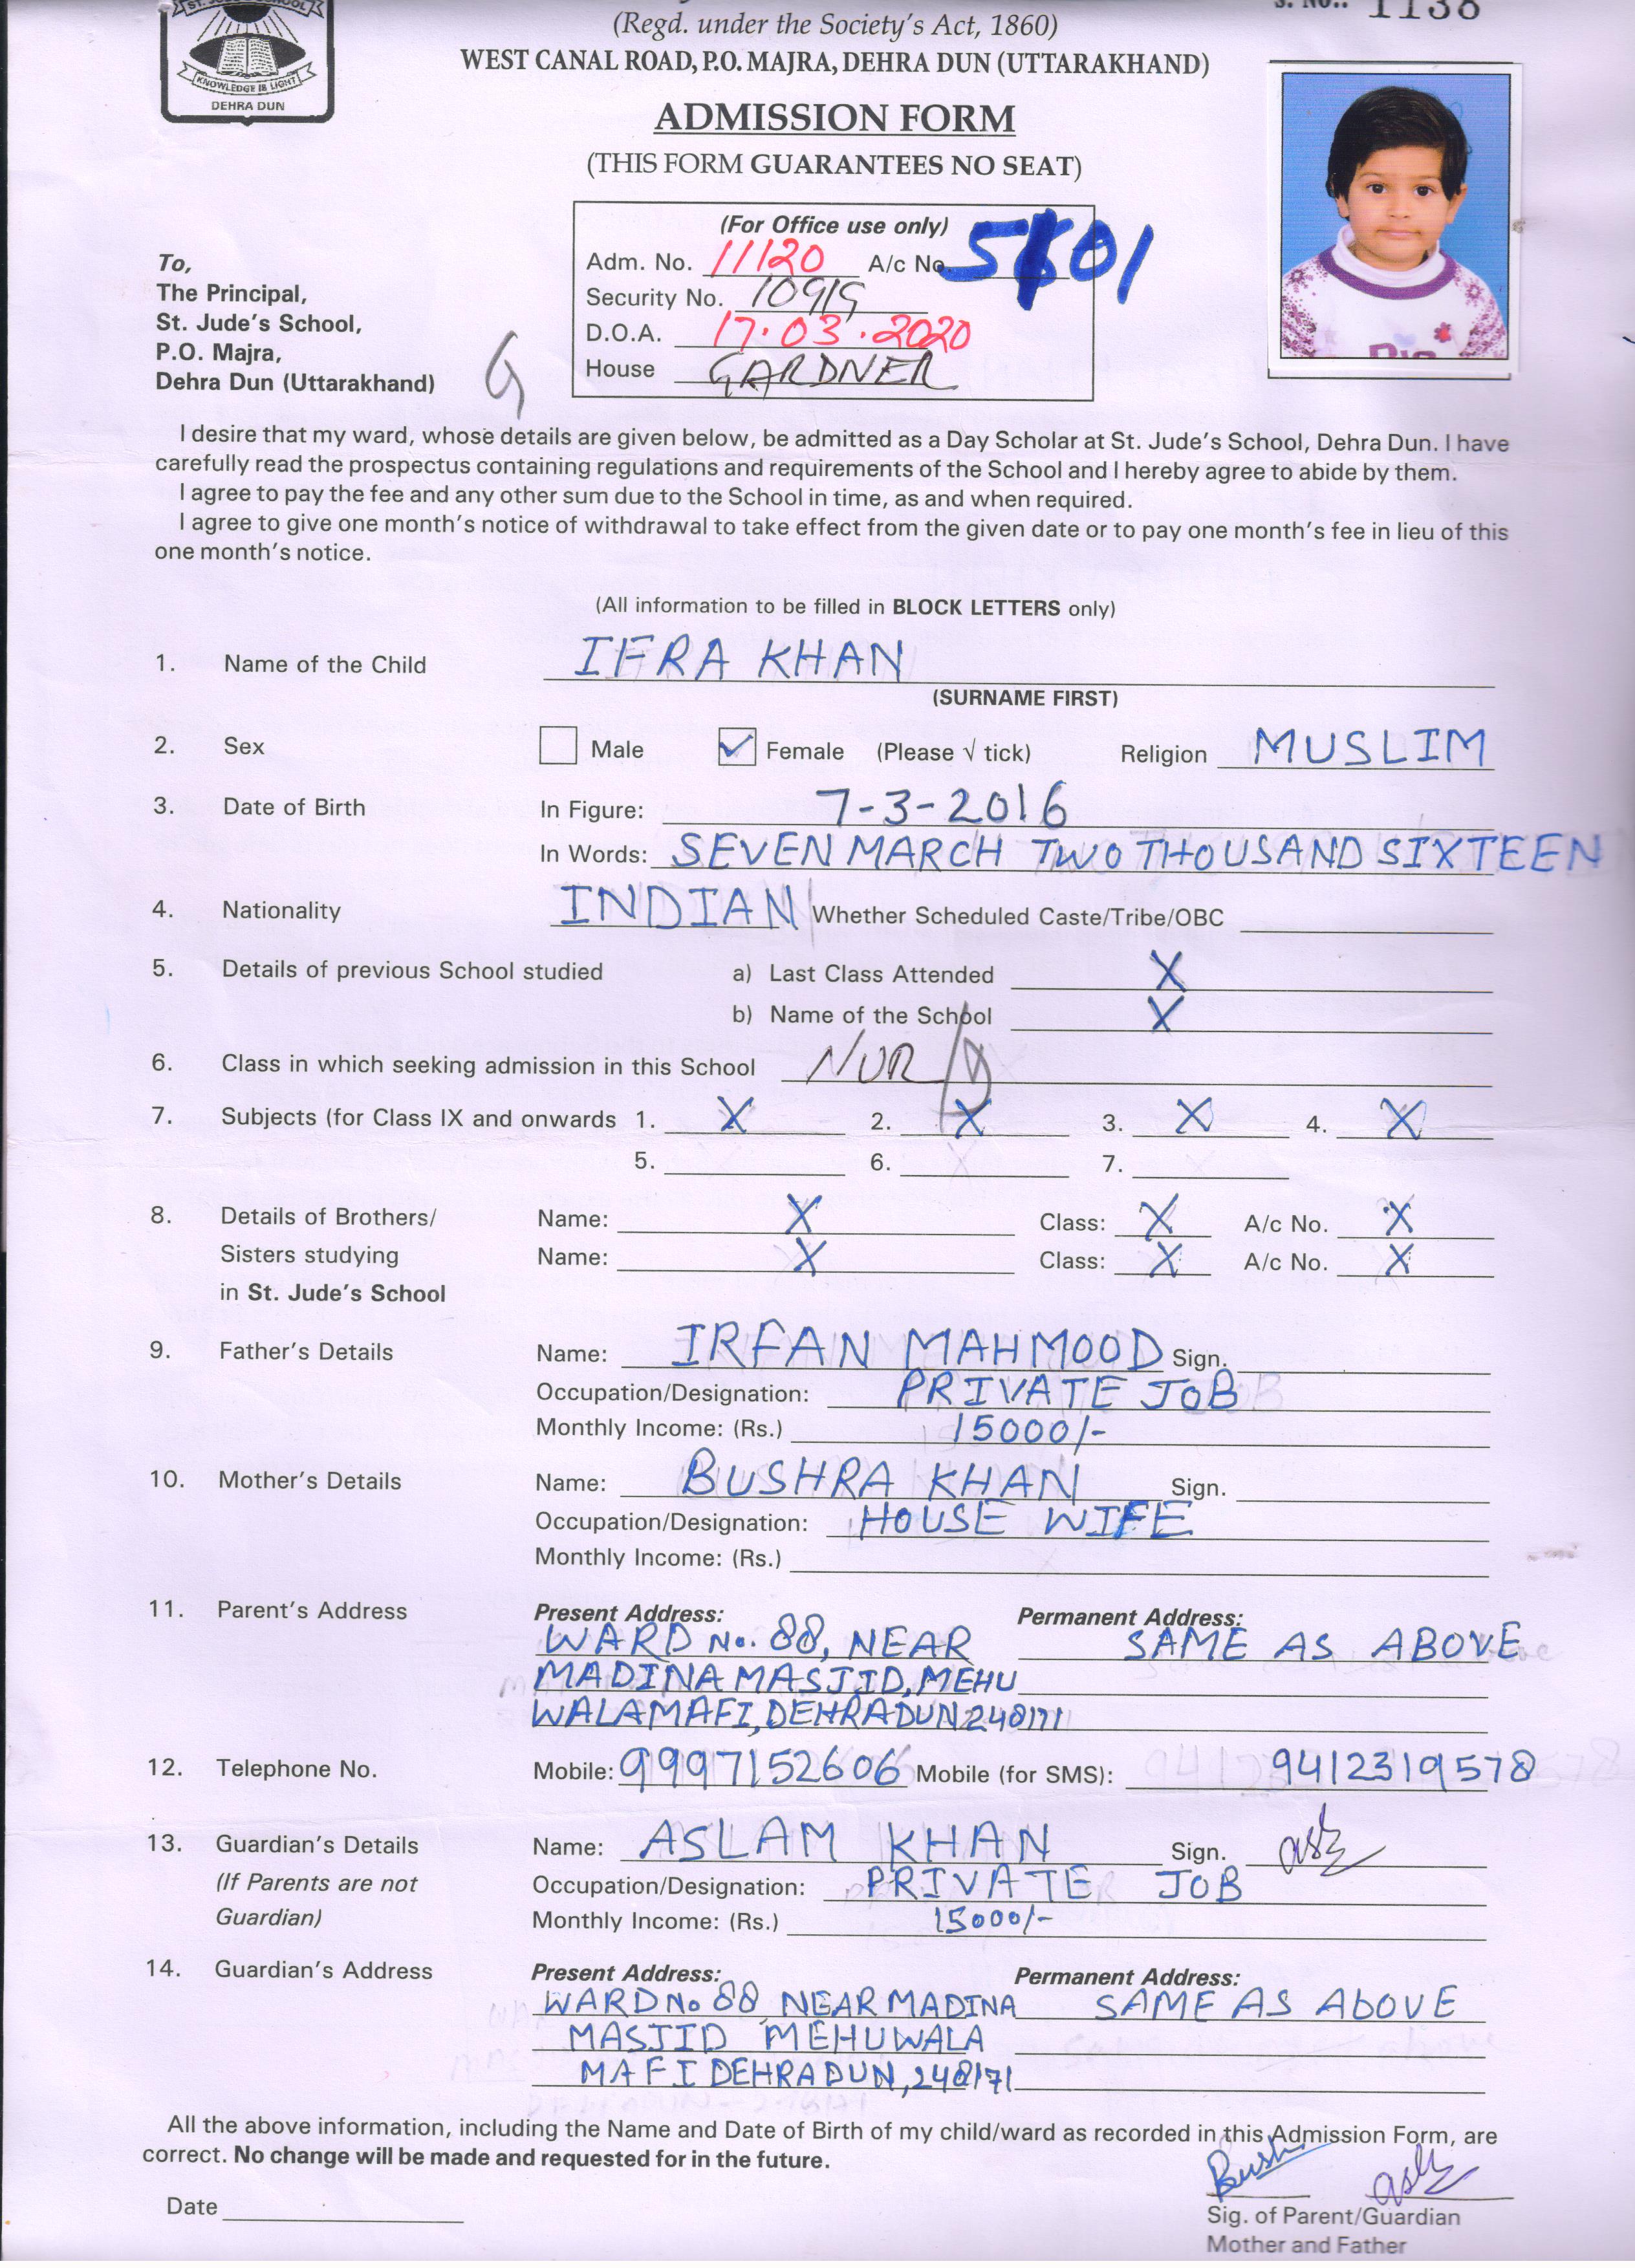 ST. JUDE'S SCHOOL
KNOWLEDGE IS LIGHT
DEHRA DUN
(Regd. under the Society's Act, 1860)
S. No.. 1138
WEST CANAL ROAD, P.O. MAJRA, DEHRA DUN (UTTARAKHAND)
ADMISSION FORM
(THIS FORM GUARANTEES NO SEAT)
To,
The Principal,
St. Jude's School,
P.O. Majra,
Dehra Dun (Uttarakhand)
G
(For Office use only)
Adm. No. 11120 A/c No.
Security No. 10919
D.O.A. 17.03.2020
House GARDNER
I desire that my ward, whose details are given below, be admitted as a Day Scholar at St. Jude's School, Dehra Dun. I have
carefully read the prospectus containing regulations and requirements of the School and I hereby agree to abide by them.
I agree to pay the fee and any other sum due to the School in time, as and when required.
I agree to give one month's notice of withdrawal to take effect from the given date or to pay one month's fee in lieu of this
one month's notice.
(All information to be filled in BLOCK LETTERS only)
1. Name of the Child IFRA KHAN
(SURNAME FIRST)
2. Sex Male ✓ Female (Please √ tick) Religion MUSLIM
3. Date of Birth In Figure: 7-3-2016
In Words: SEVEN MARCH TWO THOUSAND SIXTEEN
4. Nationality INDIAN Whether Scheduled Caste/Tribe/OBC
5. Details of previous School studied a) Last Class Attended X
b) Name of the School X
6. Class in which seeking admission in this School NUR
7. Subjects (for Class IX and onwards 1. X 2. X 3. X 4. X
5. 6. 7.
8. Details of Brothers/ Name: X Class: X A/c No. X
Sisters studying Name: X Class: X A/c No. X
in St. Jude's School
9. Father's Details Name: IRFAN MAHMOOD Sign.
Occupation/Designation: PRIVATE JOB
Monthly Income: (Rs.) 15000/-
10. Mother's Details Name: BUSHRA KHAN Sign.
Occupation/Designation: HOUSE WIFE
Monthly Income: (Rs.)
11. Parent's Address Present Address: Permanent Address:
WARD No. 88, NEAR SAME AS ABOVE
MADINA MASJID, MEHU
WALAMAFI, DEHRADUN 248171
12. Telephone No. Mobile: 9997152606 Mobile (for SMS): 9412319578
13. Guardian's Details Name: ASLAM KHAN Sign.
(If Parents are not Occupation/Designation: PRIVATE JOB
Guardian) Monthly Income: (Rs.) 15000/-
14. Guardian's Address Present Address: Permanent Address:
WARD No 88 NEAR MADINA SAME AS AbOVE
MASJID MEHUWALA
MAFI DEHRADUN, 248171
All the above information, including the Name and Date of Birth of my child/ward as recorded in this Admission Form, are
correct. No change will be made and requested for in the future.
Date
Sig. of Parent/Guardian
Mother and Father